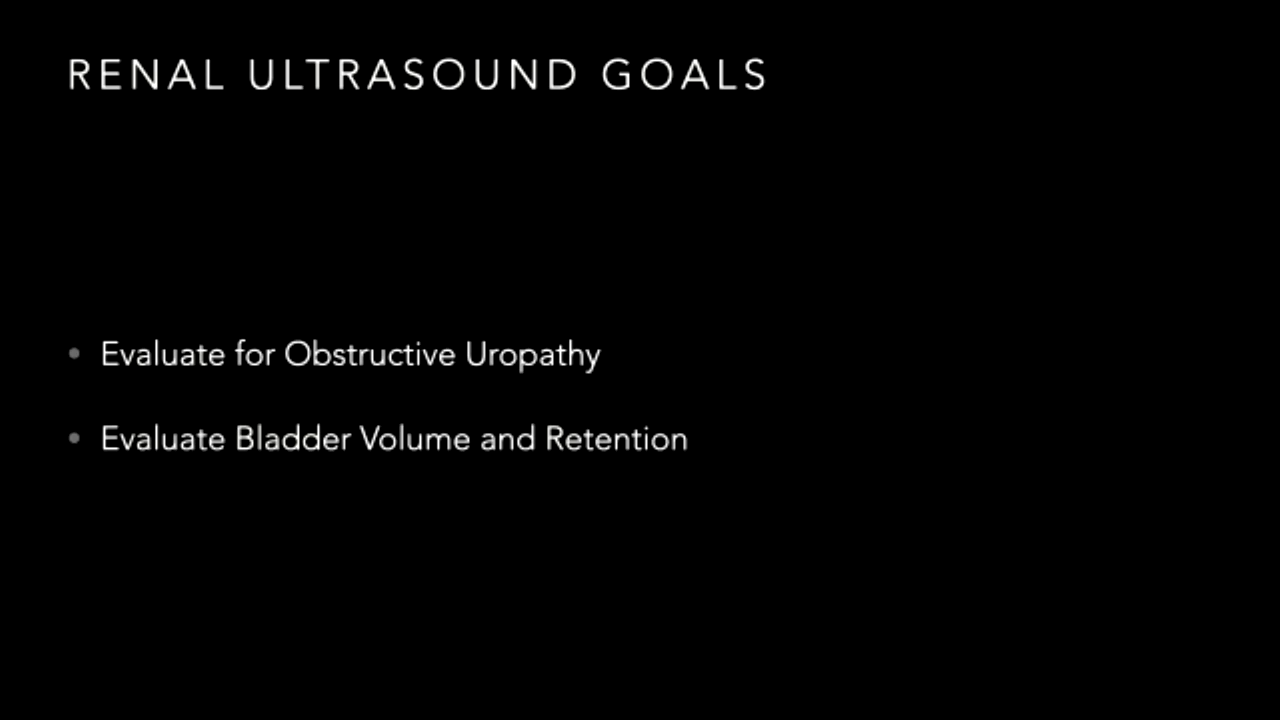 RENAL ULTRASOUND GOALS
• Evaluate for Obstructive Uropathy
• Evaluate Bladder Volume and Retention